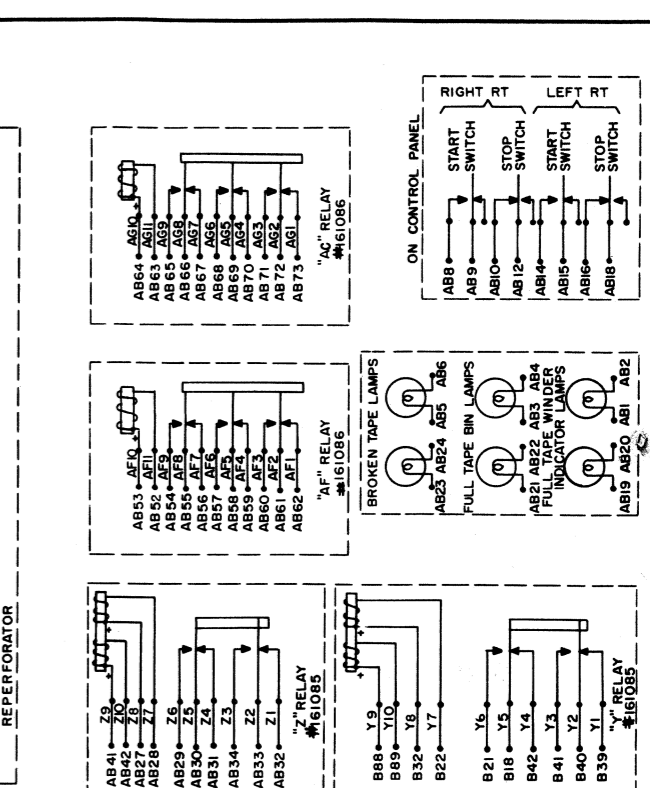 REPERFORATOR
AG10
AG11
AG9
AG8
AG7
AG6
AG5
AG4
AG3
AG2
AG1
AB64
AB63
AB65
AB66
AB67
AB68
AB69
AB70
AB71
AB72
AB73
"AC" RELAY
#161086
ON CONTROL PANEL
RIGHT RT
LEFT RT
START SWITCH
STOP SWITCH
START SWITCH
STOP SWITCH
AB8
AB9
AB10
AB12
AB14
AB15
AB16
AB18
AF10
AF11
AF9
AF8
AF7
AF6
AF5
AF4
AF3
AF2
AF1
AB53
AB52
AB54
AB55
AB56
AB57
AB58
AB59
AB60
AB61
AB62
"AF" RELAY
#161086
BROKEN TAPE LAMPS
AB5 AB6
AB23 AB24
FULL TAPE BIN LAMPS
AB3 AB4
AB21 AB22
FULL TAPE WINDER
INDICATOR LAMPS
AB1 AB2
AB19 AB20
Z9
Z10
Z8
Z7
Z6
Z5
Z4
Z3
Z2
Z1
AB41
AB42
AB27
AB28
AB29
AB30
AB31
AB34
AB33
AB32
"Z" RELAY
#161085
Y9
Y10
Y8
Y7
Y6
Y5
Y4
Y3
Y2
Y1
B88
B89
B32
B22
B21
B18
B42
B41
B40
B39
"Y" RELAY
#161085